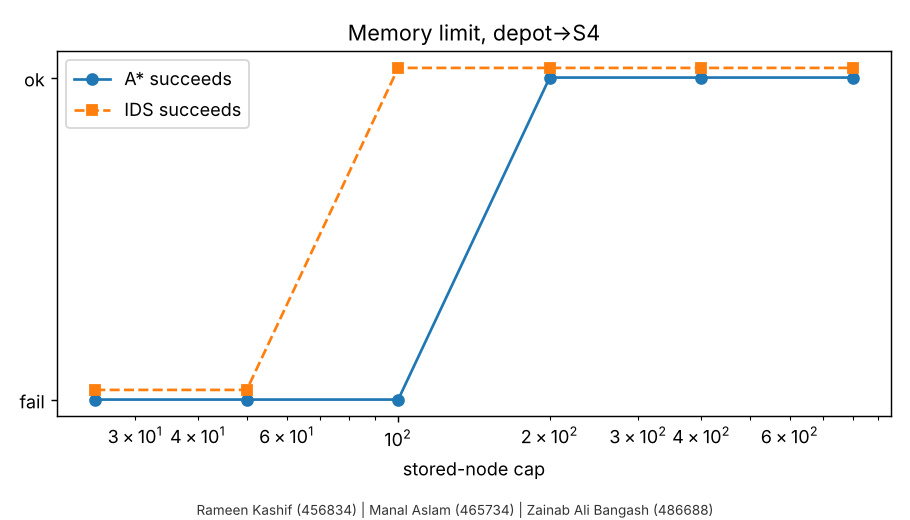 Memory limit, depot→S4
ok
A* succeeds
IDS succeeds
fail
3 × 10¹ 4 × 10¹ 6 × 10¹ 10² 2 × 10² 3 × 10² 4 × 10² 6 × 10²
stored-node cap
Rameen Kashif (456834) | Manal Aslam (465734) | Zainab Ali Bangash (486688)